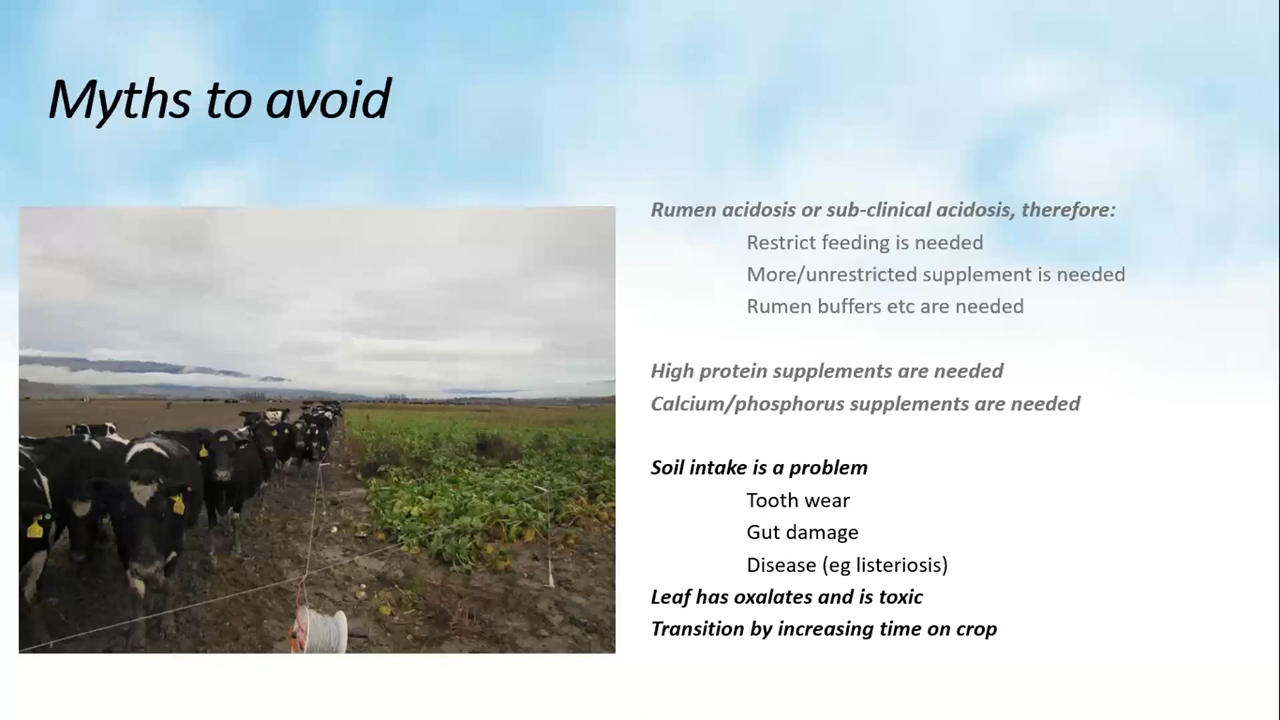 Myths to avoid
Rumen acidosis or sub-clinical acidosis, therefore:
Restrict feeding is needed
More/unrestricted supplement is needed
Rumen buffers etc are needed
High protein supplements are needed
Calcium/phosphorus supplements are needed
Soil intake is a problem
Tooth wear
Gut damage
Disease (eg listeriosis)
Leaf has oxalates and is toxic
Transition by increasing time on crop